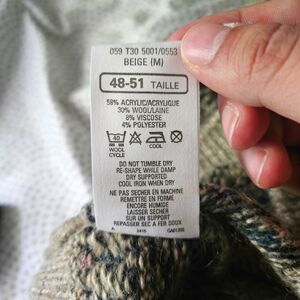 059 T30 5001/0553
BEIGE (M)
48-51 TAILLE
58% ACRYLIC/ACRYLIQUE
30% WOOL/LAINE
8% VISCOSE
4% POLYESTER
40
WOOL
CYCLE
DO NOT TUMBLE DRY
RE-SHAPE WHILE DAMP
DRY SUPPORTED
COOL IRON WHEN DRY
NE PAS SECHER EN MACHINE
REMETTRE EN FORME
ENCORE HUMIDE
LAISSER SECHER
SUR UN SUPPORT
REPASSER SEC A FER DOUX